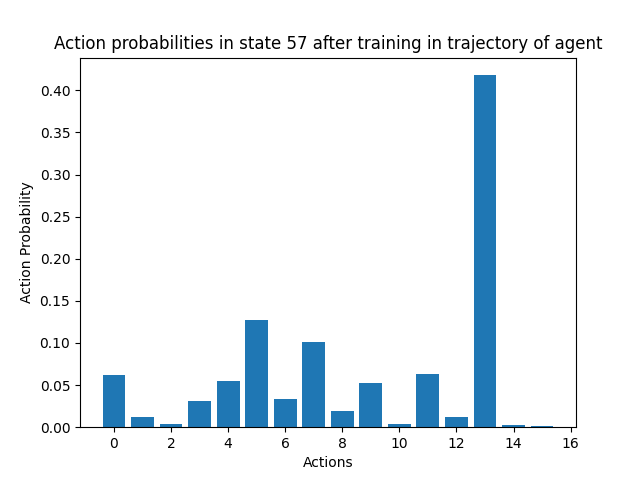 Action probabilities in state 57 after training in trajectory of agent
Action Probability
0.40
0.35
0.30
0.25
0.20
0.15
0.10
0.05
0.00
0 2 4 6 8 10 12 14 16
Actions